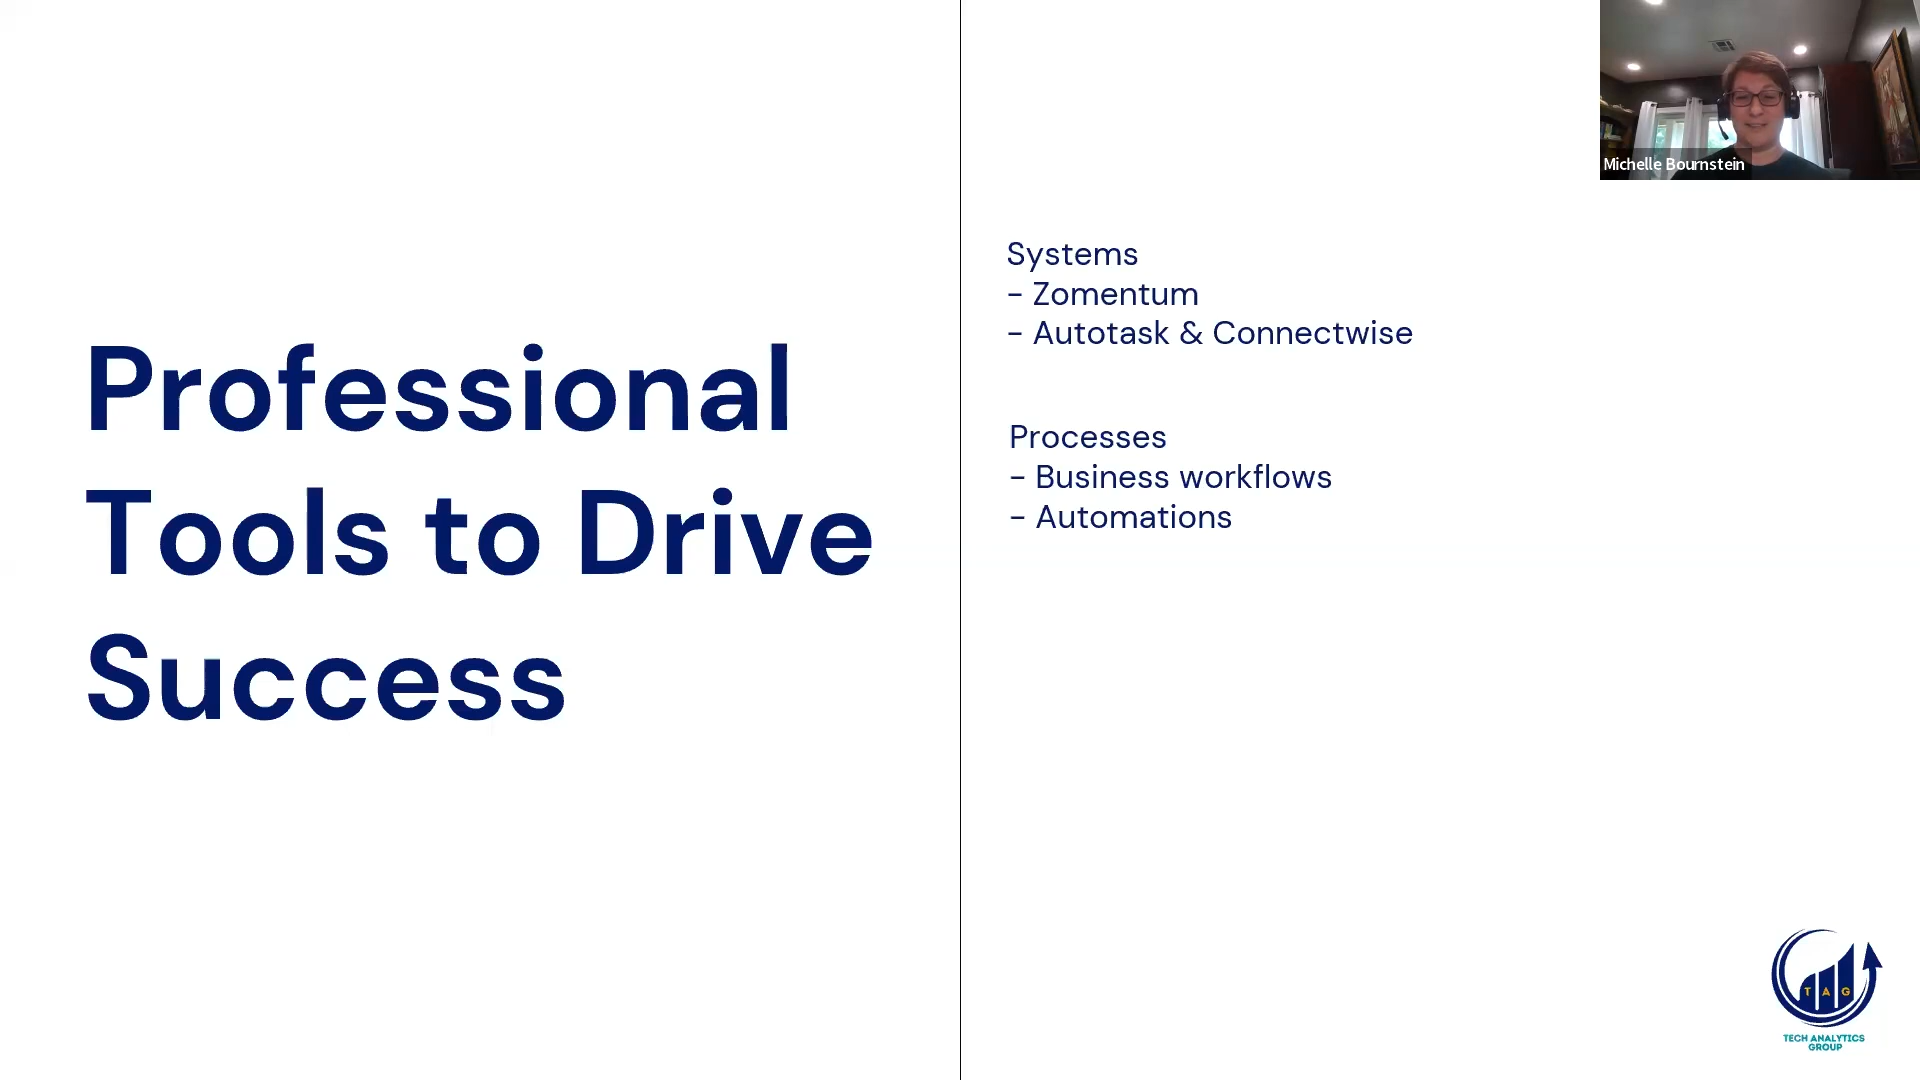 Professional
Tools to Drive
Success
Systems
- Zomentum
- Autotask & Connectwise
Processes
- Business workflows
- Automations
Michelle Bournstein
TAG
TECH ANALYTICS
GROUP